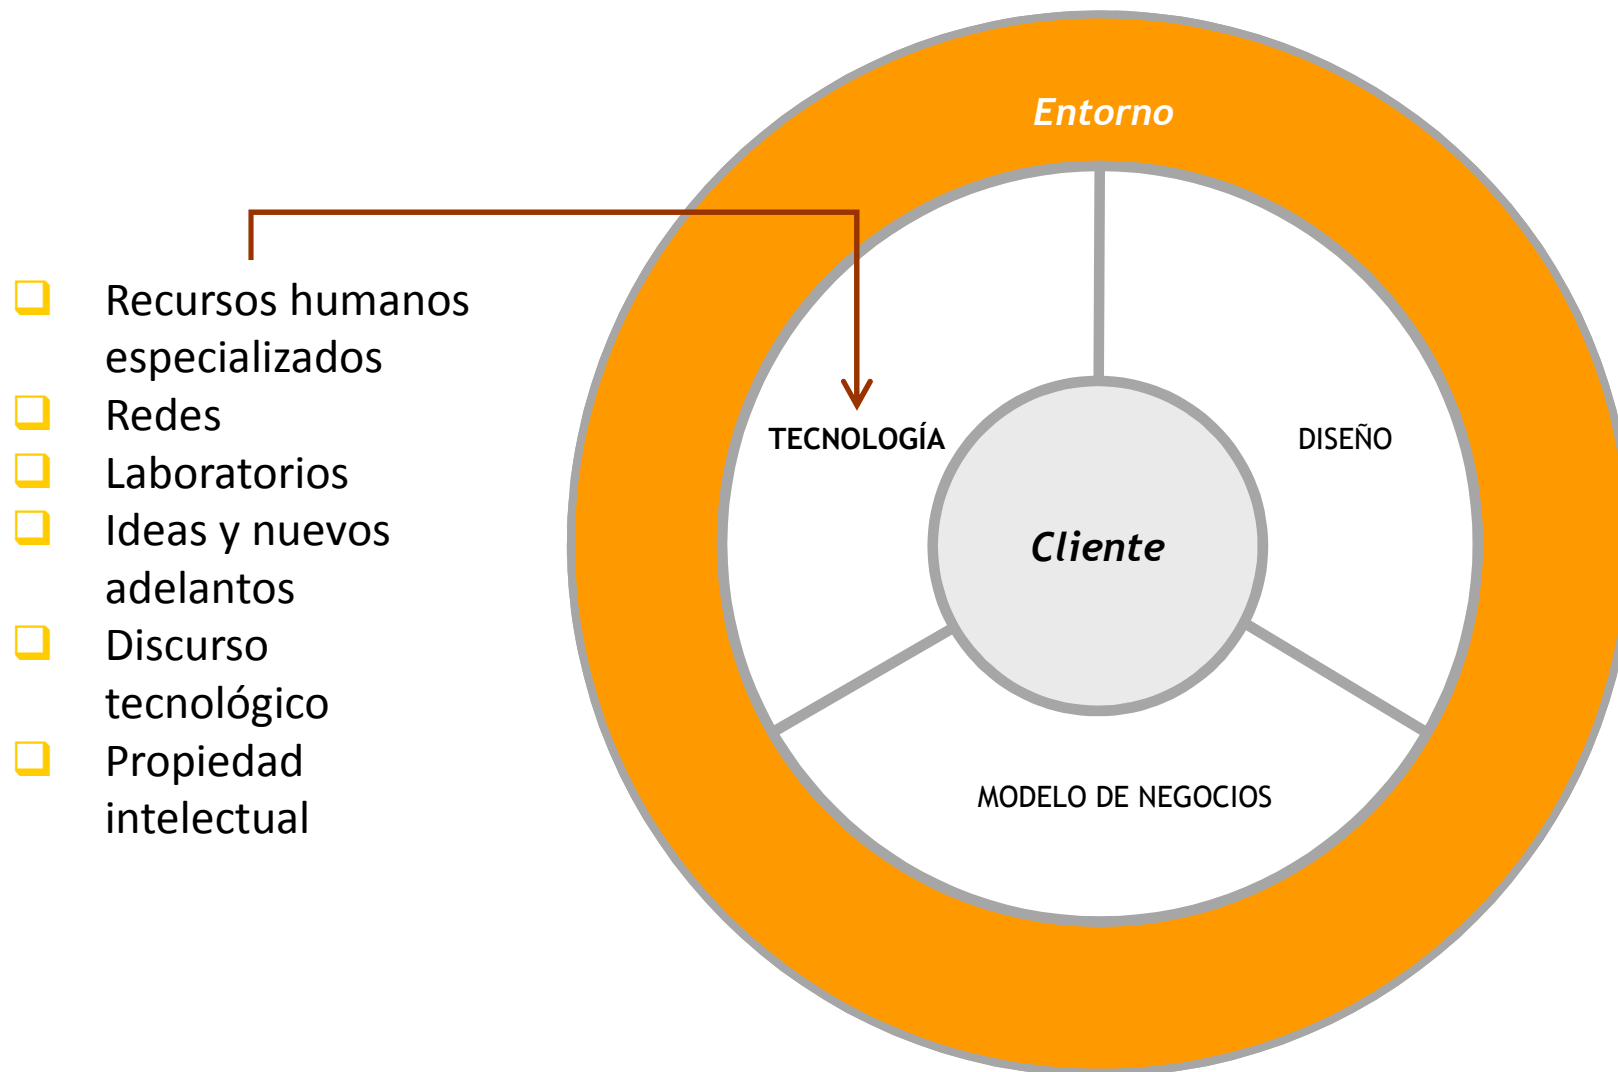 Entorno
Recursos humanos
especializados
Redes
Laboratorios
Ideas y nuevos
adelantos
Discurso
tecnológico
Propiedad
intelectual
TECNOLOGÍA
DISEÑO
Cliente
MODELO DE NEGOCIOS